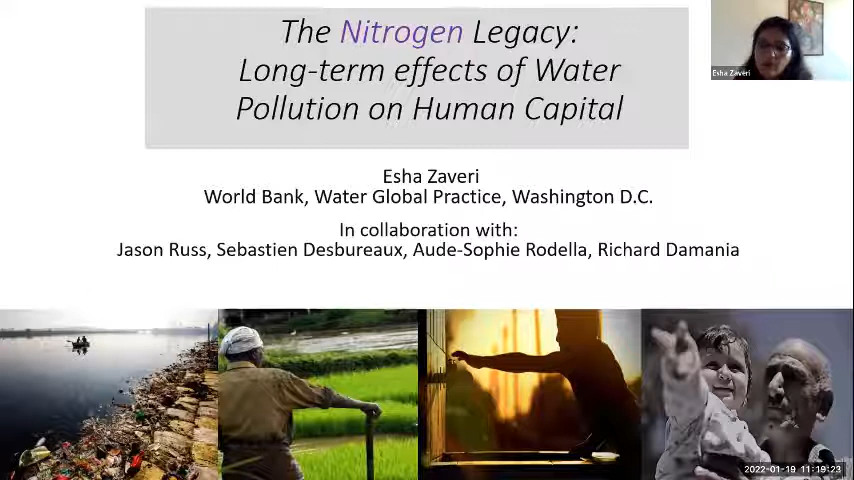 The Nitrogen Legacy:
Long-term effects of Water
Pollution on Human Capital
Esha Zaveri
Esha Zaveri
World Bank, Water Global Practice, Washington D.C.
In collaboration with:
Jason Russ, Sebastien Desbureaux, Aude-Sophie Rodella, Richard Damania
2022-01-19 11:19:23